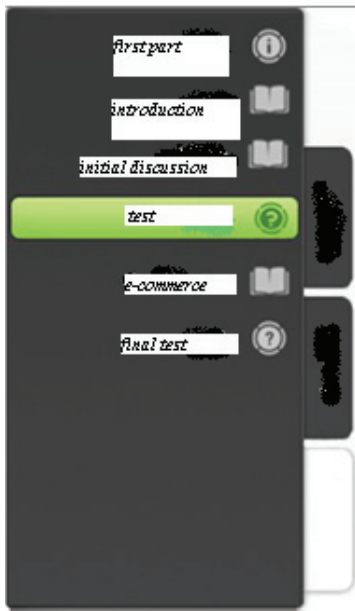 first part
introduction
initial discussion
test
e-commerce
final test